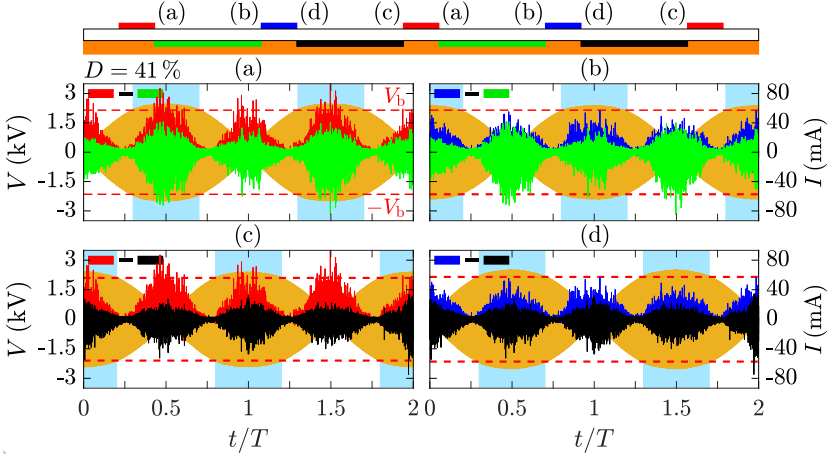 (a) (b) (d) (c) (a) (b) (d) (c)
D = 41 % (a) (b)
3 1.5 0 -1.5 -3
V (kV)
V_b
−V_b
80 40 0 -40 -80
I (mA)
(c) (d)
3 1.5 0 -1.5 -3
V (kV)
80 40 0 -40 -80
I (mA)
0 0.5 1 1.5 2 0 0.5 1 1.5 2
t/T t/T